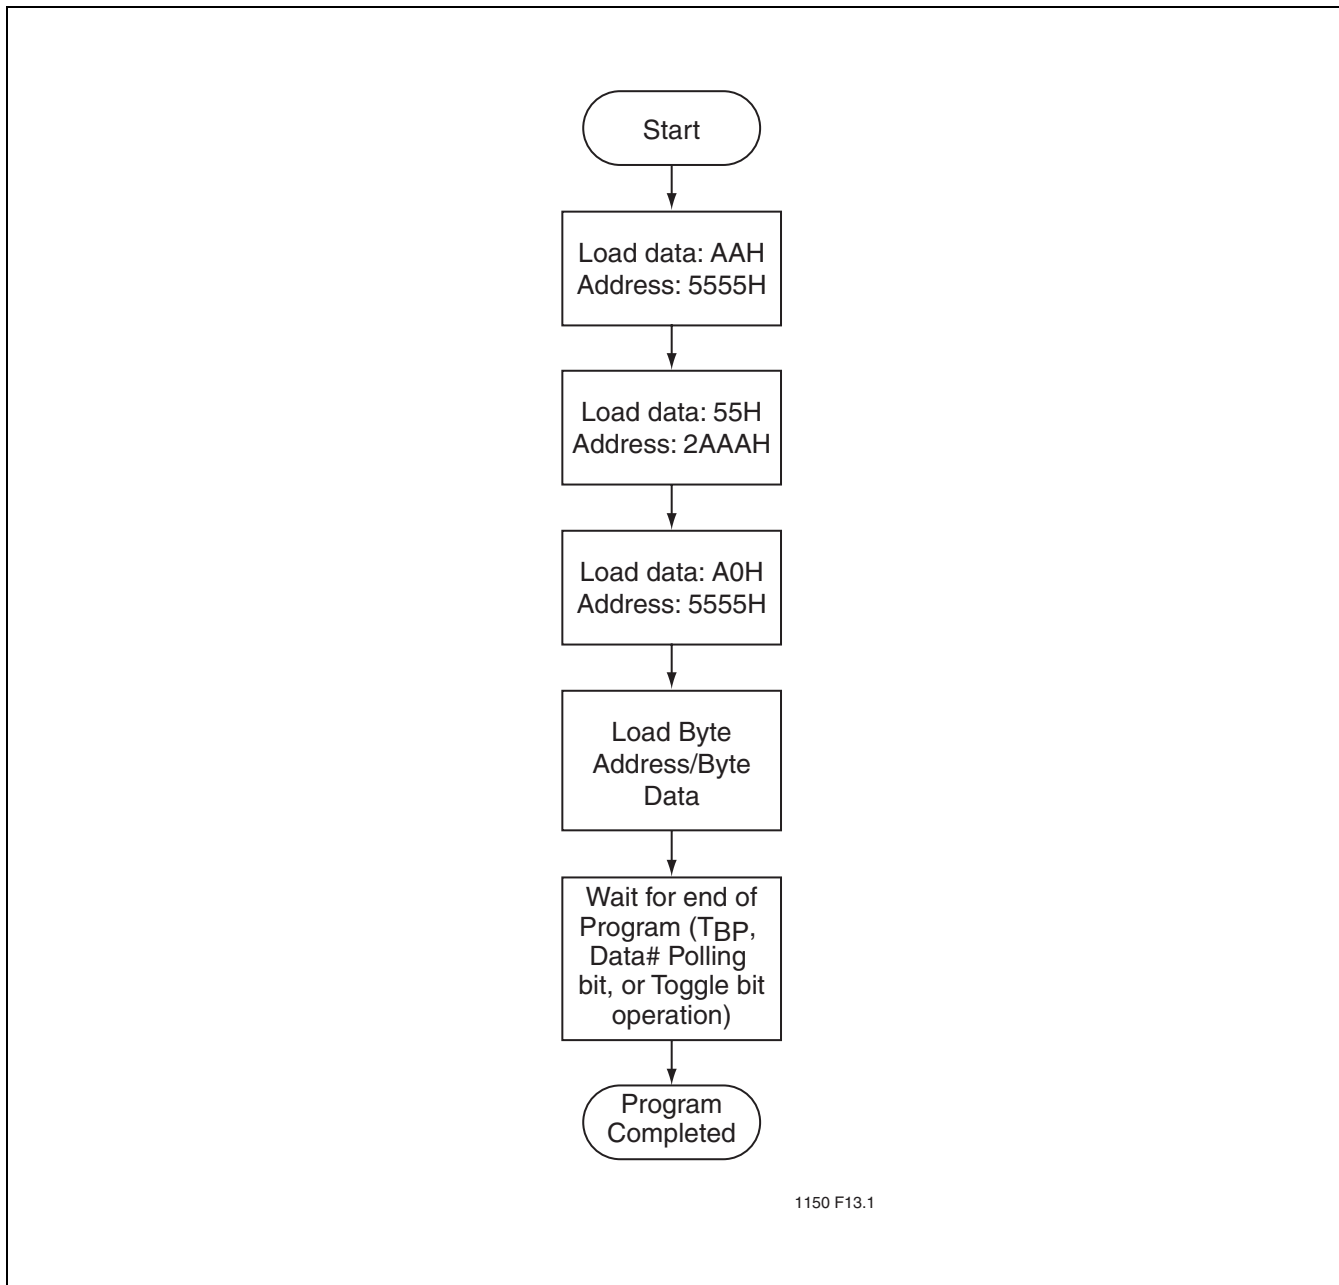 Start
Load data: AAH
Address: 5555H
Load data: 55H
Address: 2AAAH
Load data: A0H
Address: 5555H
Load Byte
Address/Byte
Data
Wait for end of
Program (TBP,
Data# Polling
bit, or Toggle bit
operation)
Program
Completed
1150 F13.1